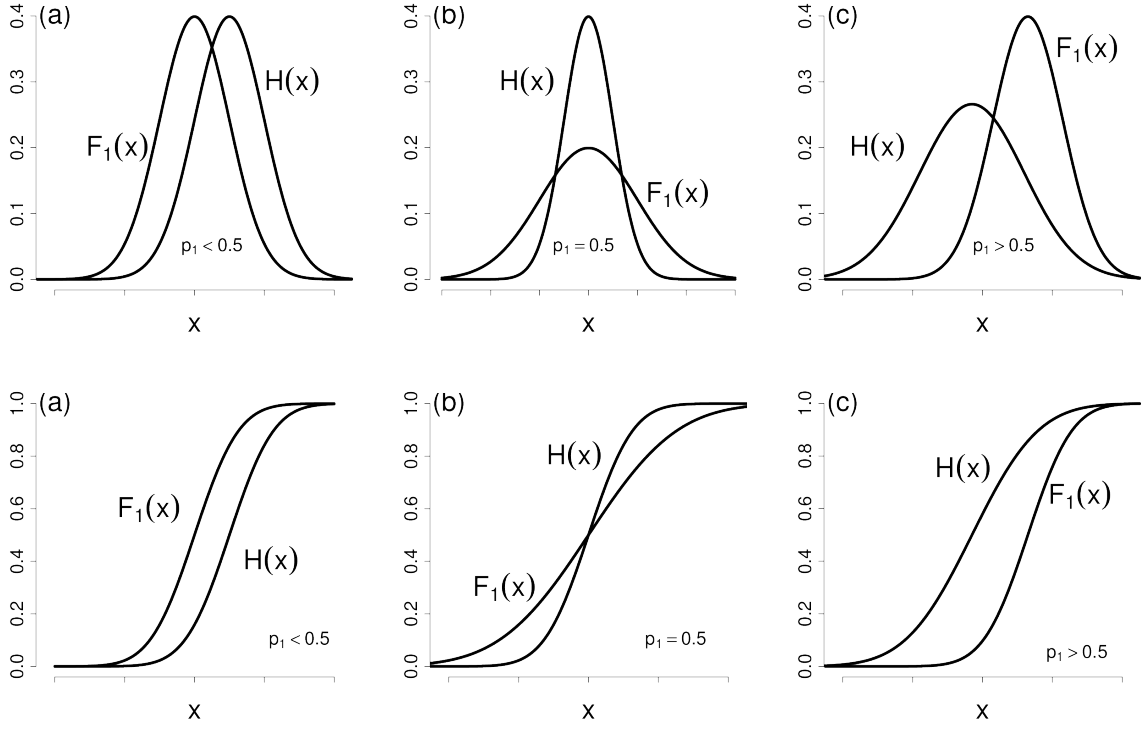 (a)
0.4
0.3
0.2
0.1
0.0
F1(x)
H(x)
p1 < 0.5
x
(b)
0.4
0.3
0.2
0.1
0.0
H(x)
F1(x)
p1 = 0.5
x
(c)
0.4
0.3
0.2
0.1
0.0
F1(x)
H(x)
p1 > 0.5
x
(a)
1.0
0.8
0.6
0.4
0.2
0.0
F1(x)
H(x)
p1 < 0.5
x
(b)
1.0
0.8
0.6
0.4
0.2
0.0
H(x)
F1(x)
p1 = 0.5
x
(c)
1.0
0.8
0.6
0.4
0.2
0.0
H(x)
F1(x)
p1 > 0.5
x